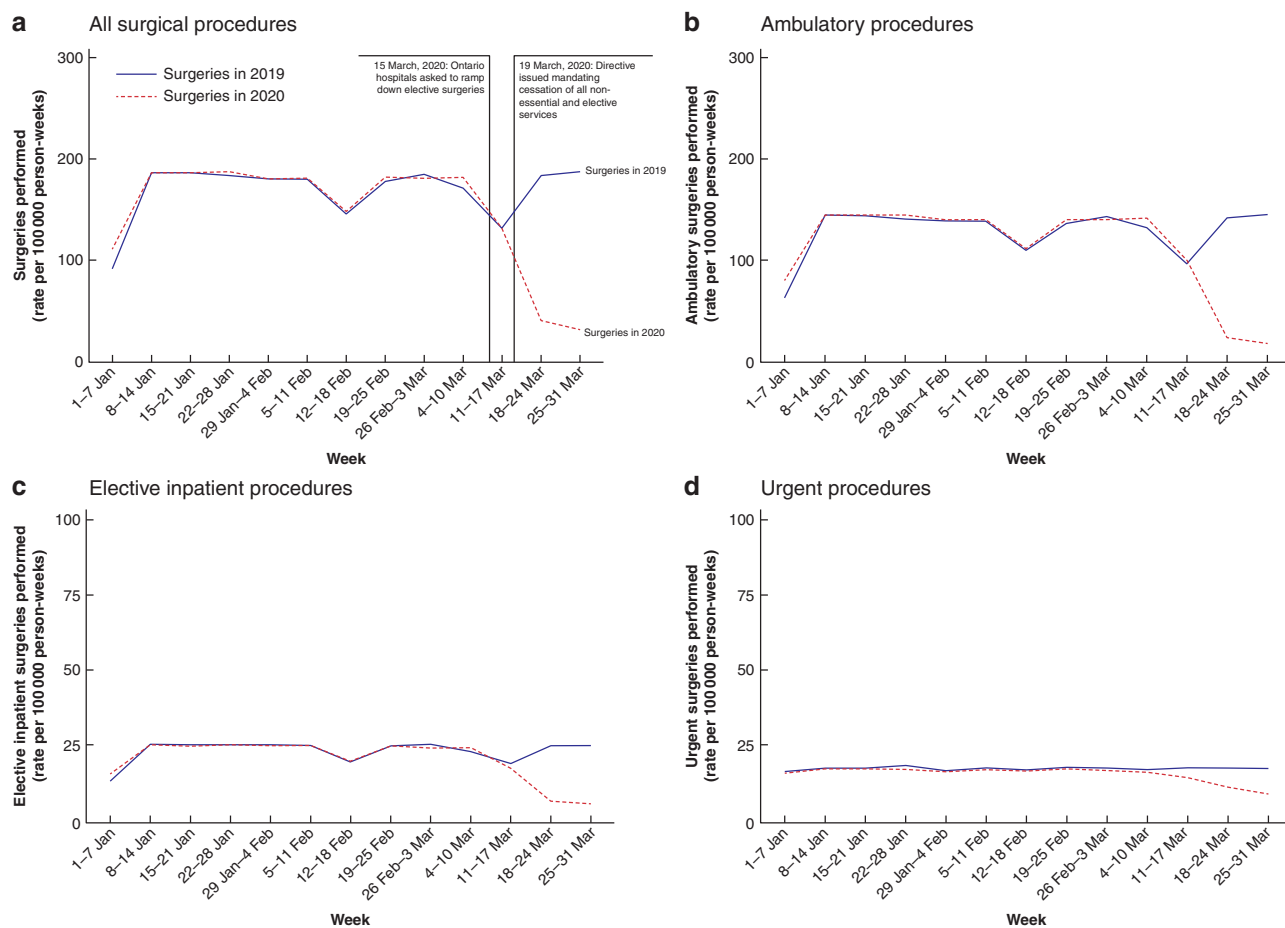 a All surgical procedures
300
200
100
0
Surgeries performed
(rate per 100 000 person-weeks)
Surgeries in 2019
Surgeries in 2020
15 March, 2020: Ontario
hospitals asked to ramp
down elective surgeries
19 March, 2020: Directive
issued mandating
cessation of all non-
essential and elective
services
Surgeries in 2019
Surgeries in 2020
1–7 Jan
8–14 Jan
15–21 Jan
22–28 Jan
29 Jan–4 Feb
5–11 Feb
12–18 Feb
19–25 Feb
26 Feb–3 Mar
4–10 Mar
11–17 Mar
18–24 Mar
25–31 Mar
Week
b Ambulatory procedures
300
200
100
0
Ambulatory surgeries performed
(rate per 100 000 person-weeks)
1–7 Jan
8–14 Jan
15–21 Jan
22–28 Jan
29 Jan–4 Feb
5–11 Feb
12–18 Feb
19–25 Feb
26 Feb–3 Mar
4–10 Mar
11–17 Mar
18–24 Mar
25–31 Mar
Week
c Elective inpatient procedures
100
75
50
25
0
Elective inpatient surgeries performed
(rate per 100 000 person-weeks)
1–7 Jan
8–14 Jan
15–21 Jan
22–28 Jan
29 Jan–4 Feb
5–11 Feb
12–18 Feb
19–25 Feb
26 Feb–3 Mar
4–10 Mar
11–17 Mar
18–24 Mar
25–31 Mar
Week
d Urgent procedures
100
75
50
25
0
Urgent surgeries performed
(rate per 100 000 person-weeks)
1–7 Jan
8–14 Jan
15–21 Jan
22–28 Jan
29 Jan–4 Feb
5–11 Feb
12–18 Feb
19–25 Feb
26 Feb–3 Mar
4–10 Mar
11–17 Mar
18–24 Mar
25–31 Mar
Week